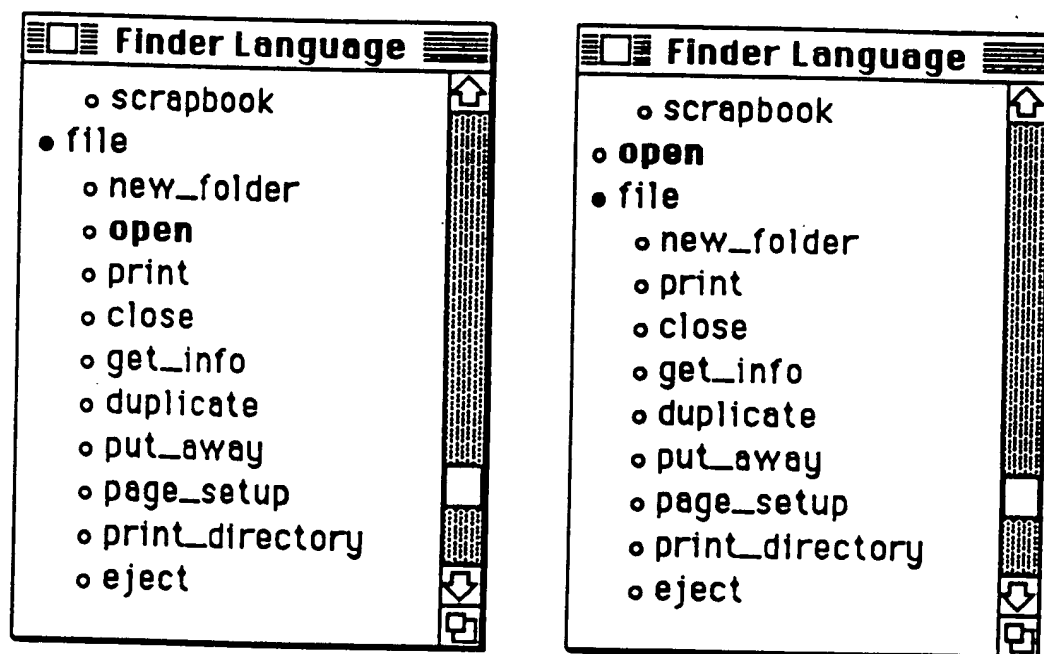 Finder Language
scrapbook
file
new_folder
open
print
close
get_info
duplicate
put_away
page_setup
print_directory
eject
Finder Language
scrapbook
open
file
new_folder
print
close
get_info
duplicate
put_away
page_setup
print_directory
eject